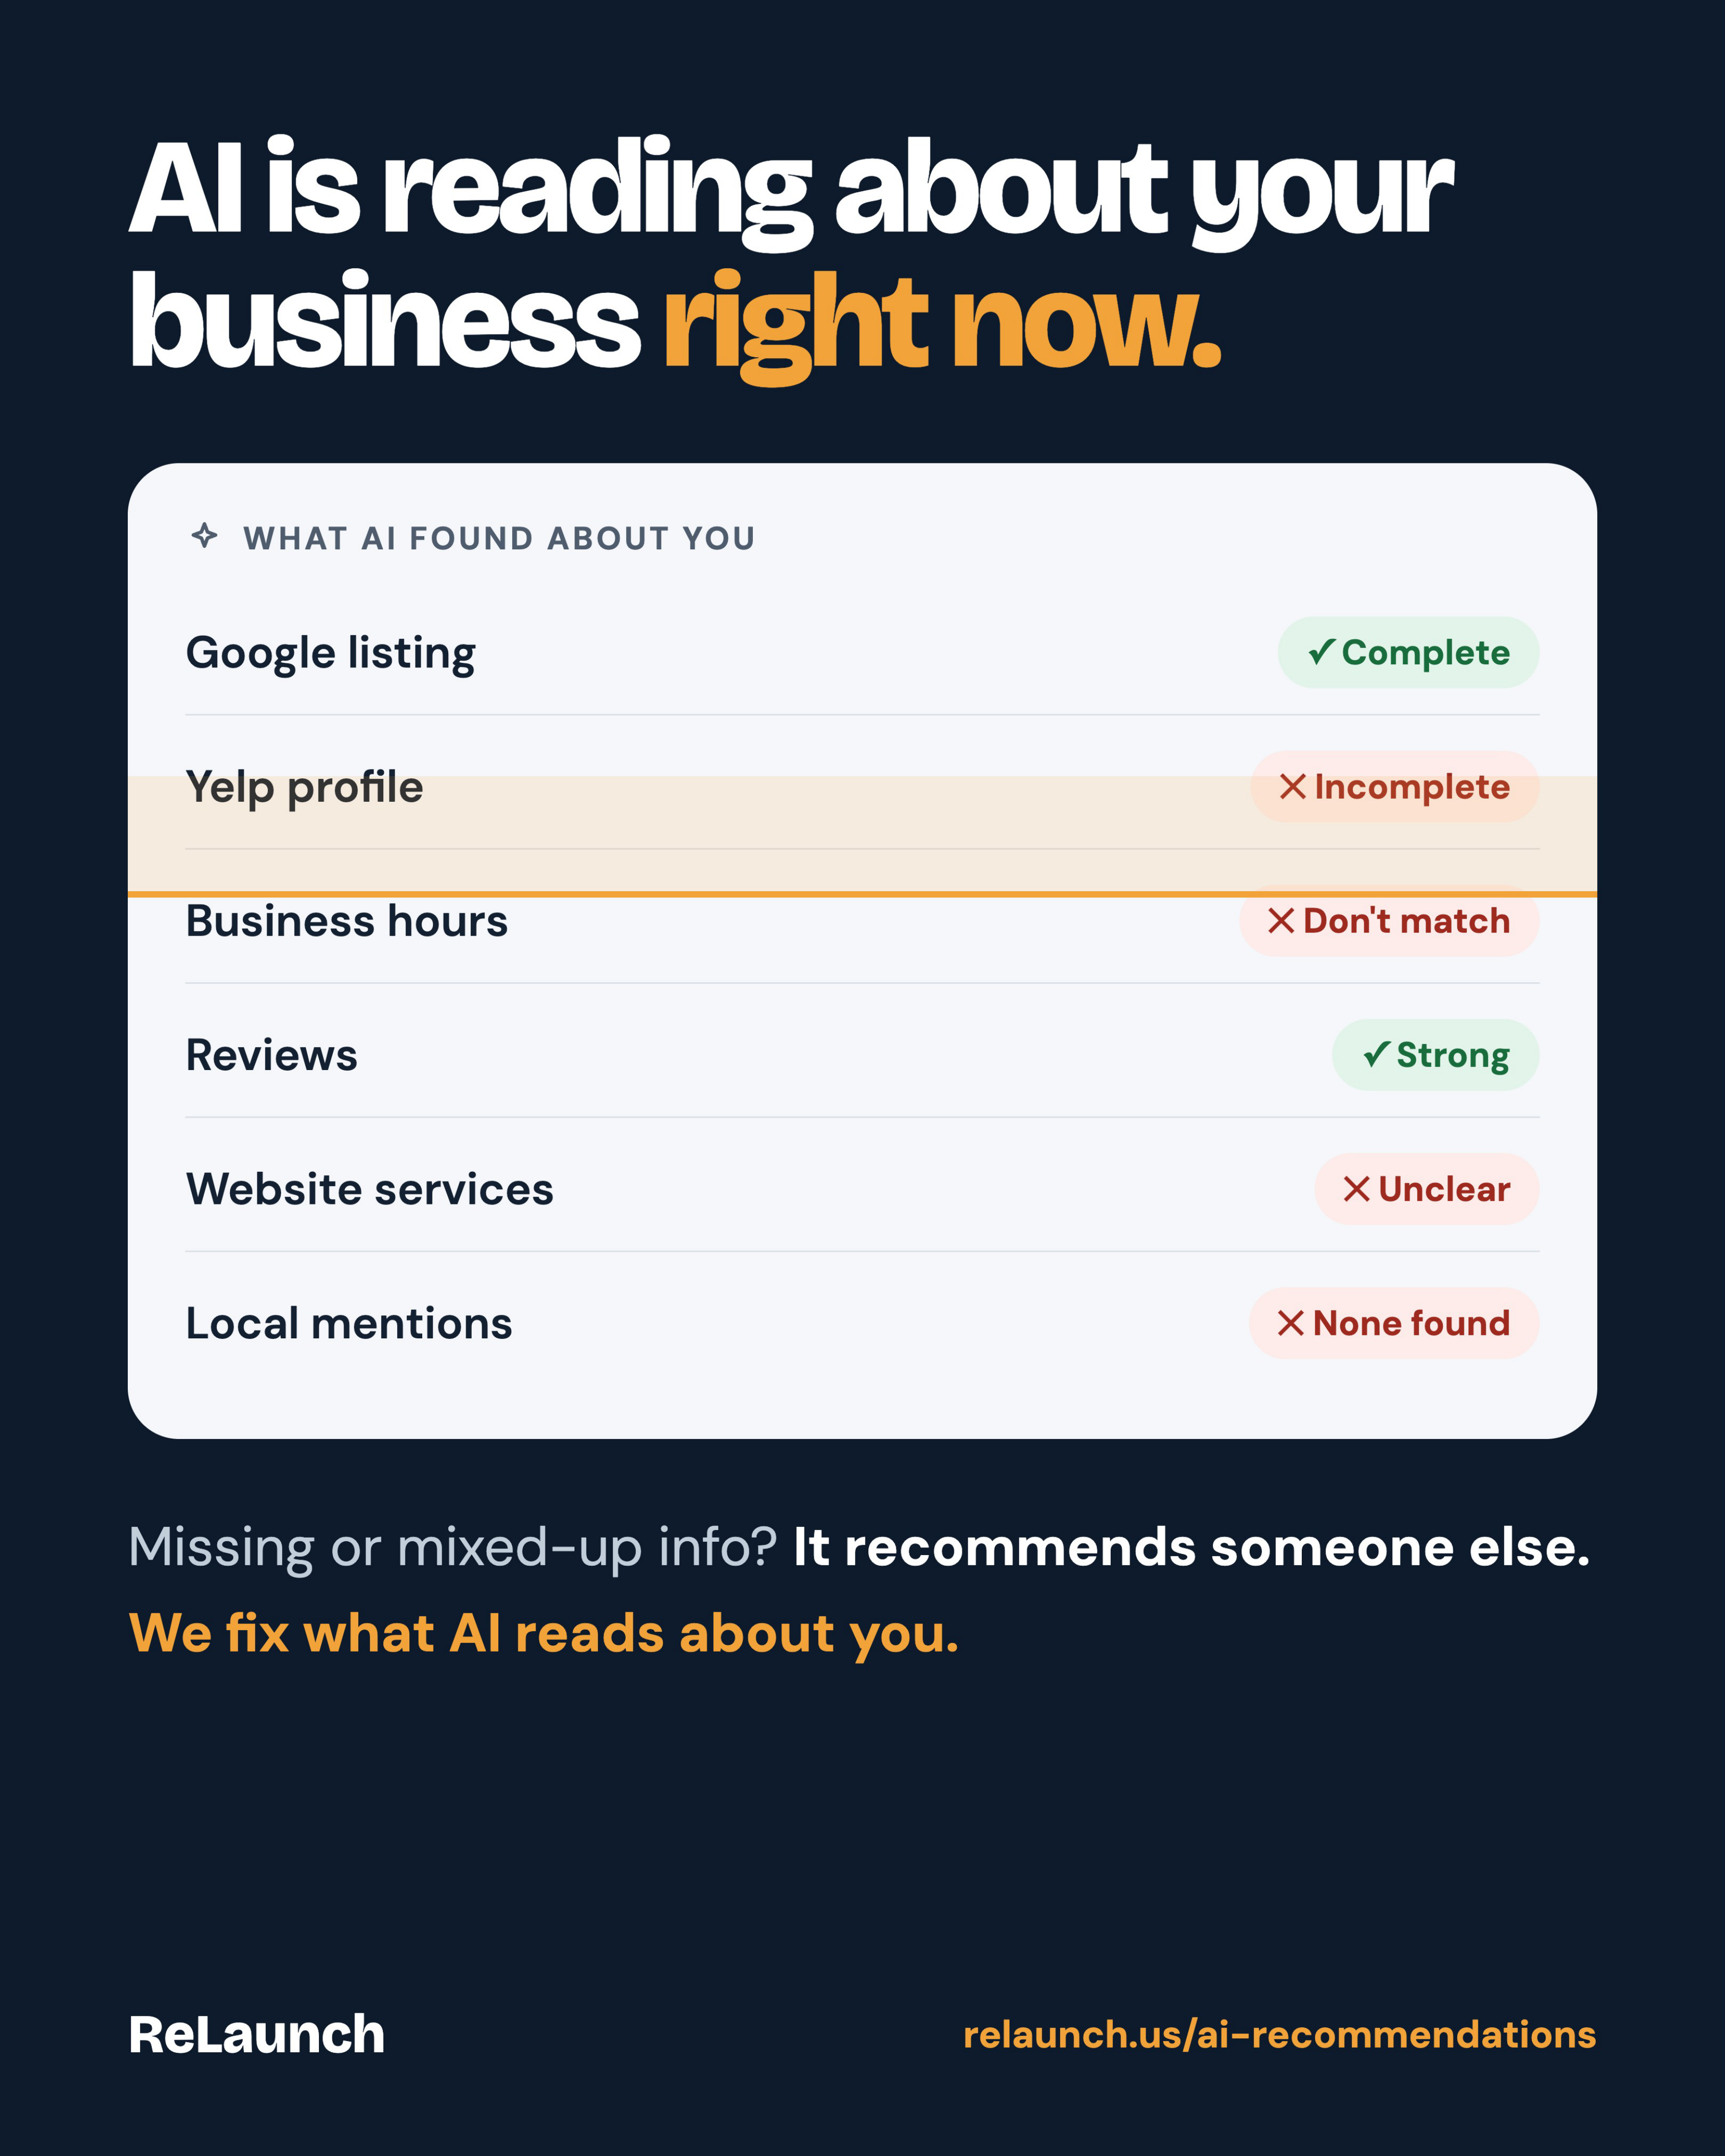 AI is reading about your
business right now.
WHAT AI FOUND ABOUT YOU
Google listing ✓ Complete
Yelp profile ✕ Incomplete
Business hours ✕ Don't match
Reviews ✓ Strong
Website services ✕ Unclear
Local mentions ✕ None found
Missing or mixed-up info? It recommends someone else.
We fix what AI reads about you.
ReLaunch relaunch.us/ai-recommendations